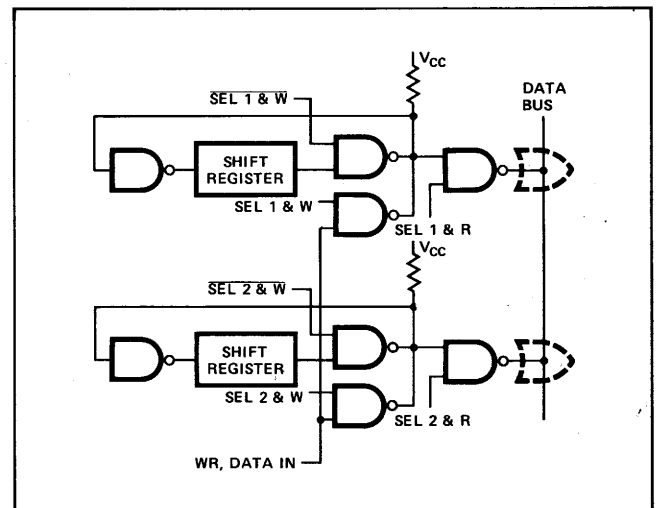 VCC
DATA
BUS
SEL 1 & W
SHIFT
REGISTER
SEL 1 & W
SEL 1 & R
VCC
SEL 2 & W
SHIFT
REGISTER
SEL 2 & W
SEL 2 & R
WR, DATA IN